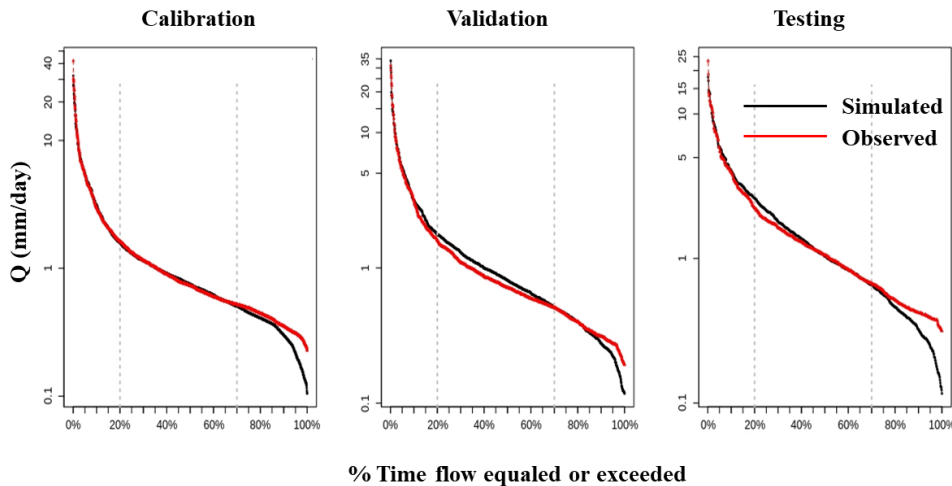 Calibration Validation Testing
Q (mm/day)
40
20
10
1
0.1
35
10
5
1
0.1
25
15
10
5
1
0.1
Simulated
Observed
0% 20% 40% 60% 80% 100%
0% 20% 40% 60% 80% 100%
0% 20% 40% 60% 80% 100%
% Time flow equaled or exceeded